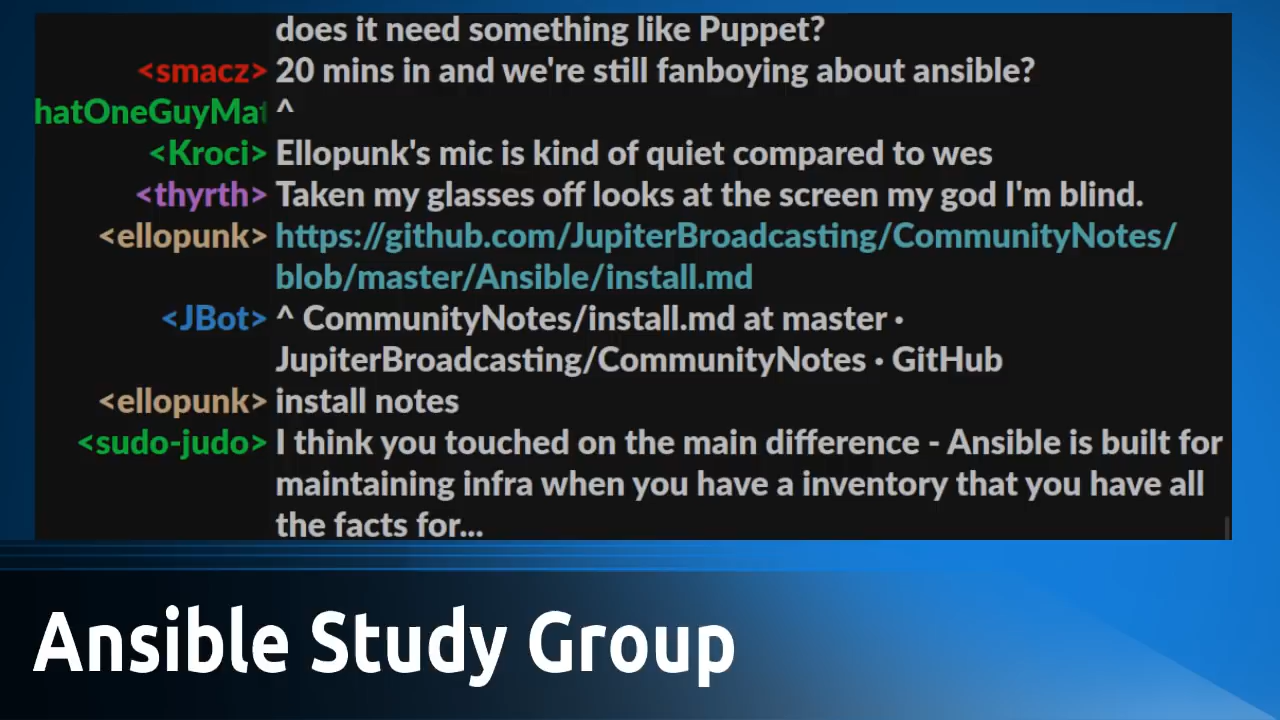 does it need something like Puppet?
<smacz> 20 mins in and we're still fanboying about ansible?
hatOneGuyMat ^
<Kroci> Ellopunk's mic is kind of quiet compared to wes
<thyrth> Taken my glasses off looks at the screen my god I'm blind.
<ellopunk> https://github.com/JupiterBroadcasting/CommunityNotes/
blob/master/Ansible/install.md
<JBot> ^ CommunityNotes/install.md at master ·
JupiterBroadcasting/CommunityNotes · GitHub
<ellopunk> install notes
<sudo-judo> I think you touched on the main difference - Ansible is built for
maintaining infra when you have a inventory that you have all
the facts for...
Ansible Study Group